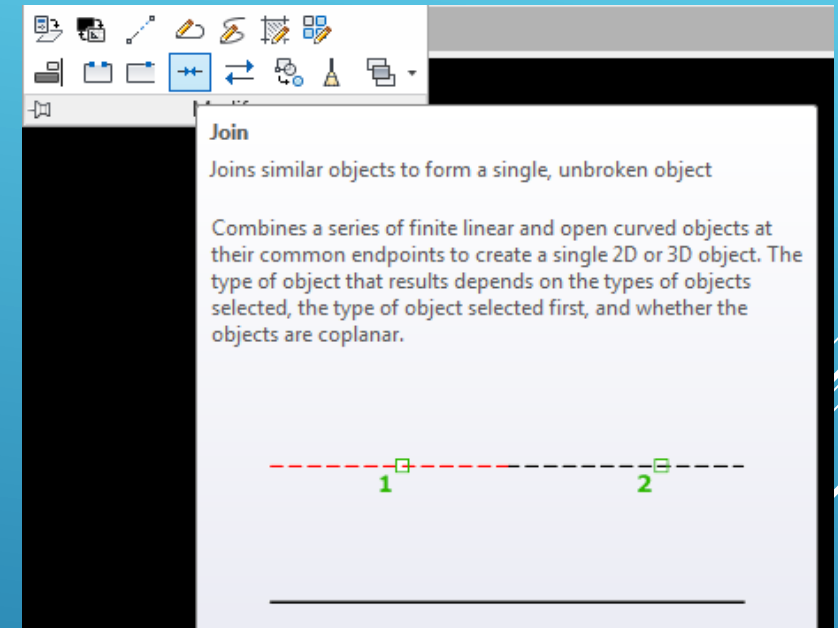 Join
Joins similar objects to form a single, unbroken object
Combines a series of finite linear and open curved objects at
their common endpoints to create a single 2D or 3D object. The
type of object that results depends on the types of objects
selected, the type of object selected first, and whether the
objects are coplanar.
1 2